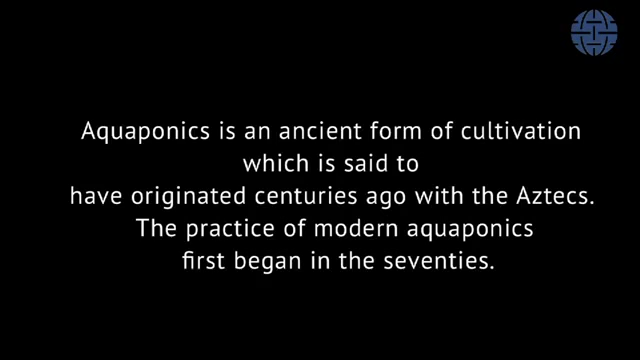 Aquaponics is an ancient form of cultivation
which is said to
have originated centuries ago with the Aztecs.
The practice of modern aquaponics
first began in the seventies.